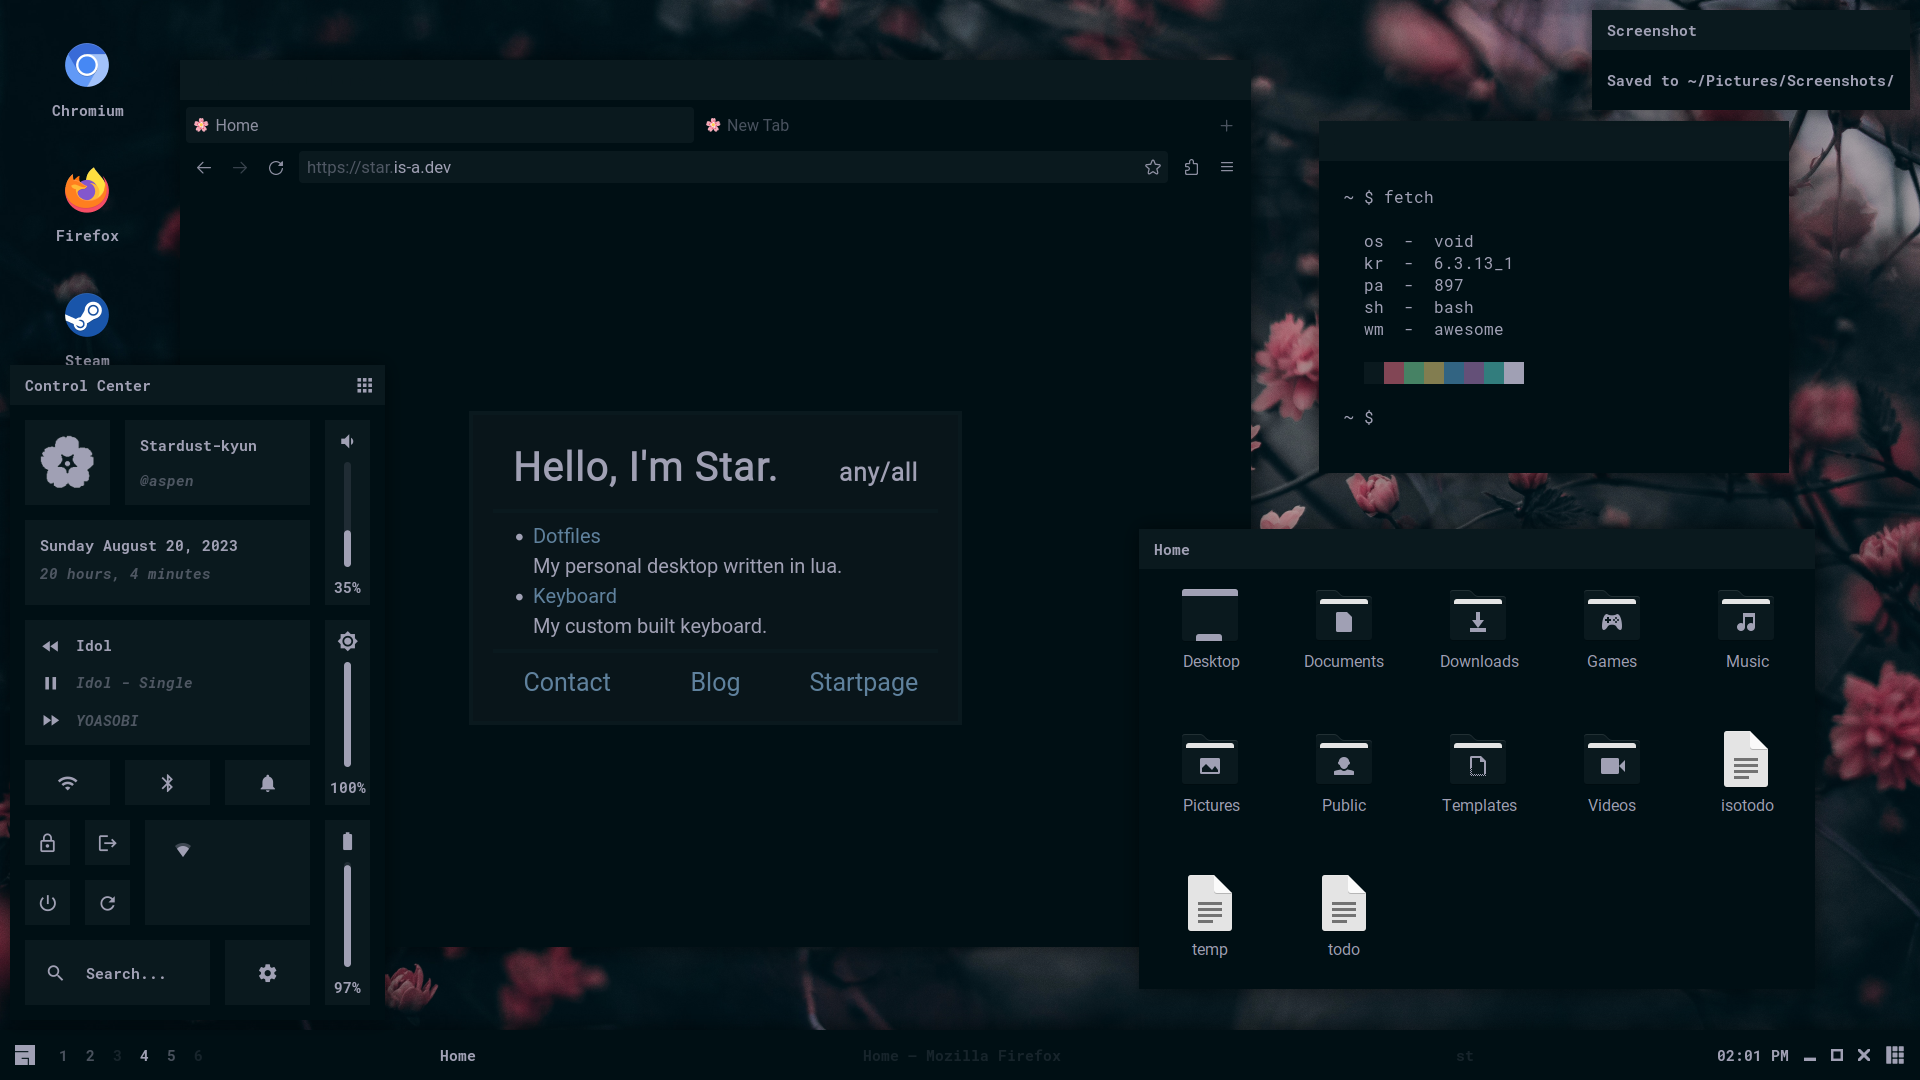 Chromium
Firefox
Steam
Home
New Tab
https://star.is-a.dev
Hello, I'm Star.
any/all
Dotfiles
My personal desktop written in lua.
Keyboard
My custom built keyboard.
Contact
Blog
Startpage
Screenshot
Saved to ~/Pictures/Screenshots/
~ $ fetch
os - void
kr - 6.3.13_1
pa - 897
sh - bash
wm - awesome
~ $
Control Center
Stardust-kyun
@aspen
35%
Sunday August 20, 2023
20 hours, 4 minutes
Idol
Idol - Single
YOASOBI
100%
Search...
97%
Home
Desktop
Documents
Downloads
Games
Music
Pictures
Public
Templates
Videos
isotodo
temp
todo
1 2 3 4 5 6
Home
Home — Mozilla Firefox
st
02:01 PM